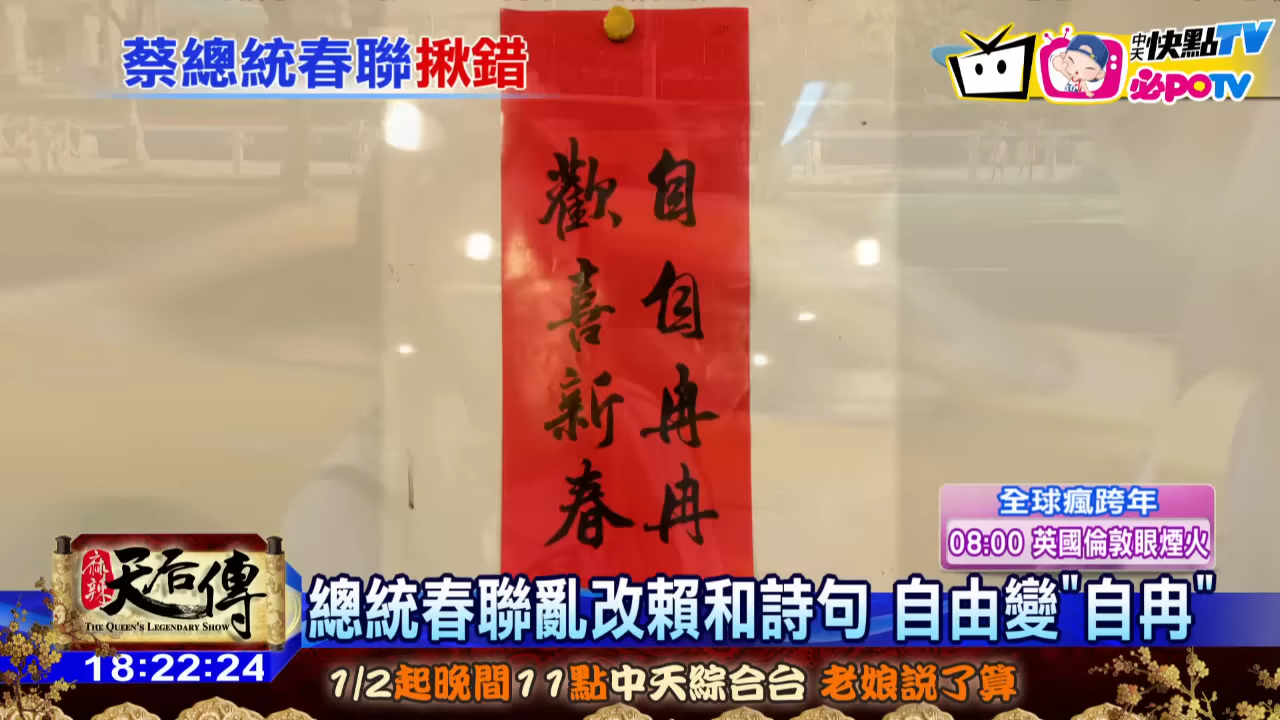 蔡總統春聯揪錯
中天快點TV
必POTV
自自冉冉
歡喜新春
全球瘋跨年
08:00 英國倫敦眼煙火
麻辣天后傳
THE QUEEN'S LEGENDARY SHOW
總統春聯亂改賴和詩句 自由變"自冉"
18:22:24
1/2起晚間11點中天綜合台 老娘說了算